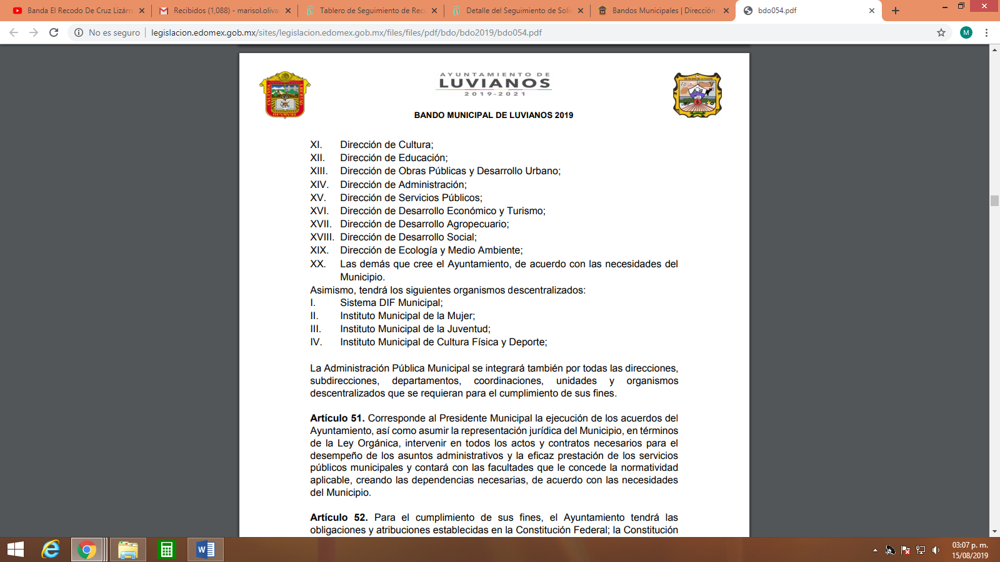 Banda El Recodo De Cruz Lizárra
Recibidos (1,088) - marisol.oliva
Tablero de Seguimiento de Recu
Detalle del Seguimiento de Solic
Bandos Municipales | Dirección
bdo054.pdf
No es seguro
legislacion.edomex.gob.mx/sites/legislacion.edomex.gob.mx/files/files/pdf/bdo/bdo2019/bdo054.pdf
M
AYUNTAMIENTO DE
LUVIANOS
2019-2021
BANDO MUNICIPAL DE LUVIANOS 2019
XI. Dirección de Cultura;
XII. Dirección de Educación;
XIII. Dirección de Obras Públicas y Desarrollo Urbano;
XIV. Dirección de Administración;
XV. Dirección de Servicios Públicos;
XVI. Dirección de Desarrollo Económico y Turismo;
XVII. Dirección de Desarrollo Agropecuario;
XVIII. Dirección de Desarrollo Social;
XIX. Dirección de Ecología y Medio Ambiente;
XX. Las demás que cree el Ayuntamiento, de acuerdo con las necesidades del
Municipio.
Asimismo, tendrá los siguientes organismos descentralizados:
I. Sistema DIF Municipal;
II. Instituto Municipal de la Mujer;
III. Instituto Municipal de la Juventud;
IV. Instituto Municipal de Cultura Física y Deporte;
La Administración Pública Municipal se integrará también por todas las direcciones,
subdirecciones, departamentos, coordinaciones, unidades y organismos
descentralizados que se requieran para el cumplimiento de sus fines.
Artículo 51. Corresponde al Presidente Municipal la ejecución de los acuerdos del
Ayuntamiento, así como asumir la representación jurídica del Municipio, en términos
de la Ley Orgánica, intervenir en todos los actos y contratos necesarios para el
desempeño de los asuntos administrativos y la eficaz prestación de los servicios
públicos municipales y contará con las facultades que le concede la normatividad
aplicable, creando las dependencias necesarias, de acuerdo con las necesidades
del Municipio.
Artículo 52. Para el cumplimiento de sus fines, el Ayuntamiento tendrá las
obligaciones y atribuciones establecidas en la Constitución Federal; la Constitución
03:07 p. m.
15/08/2019